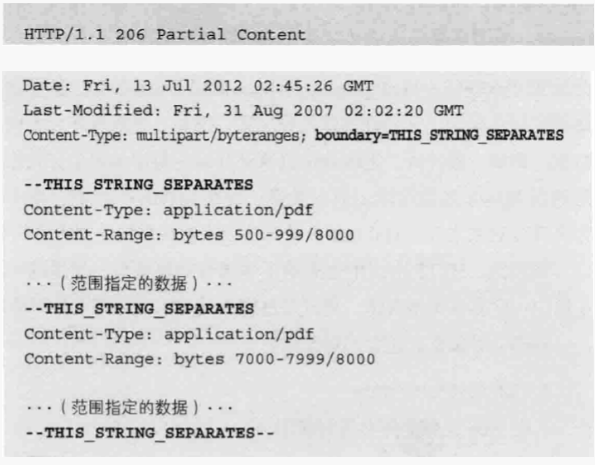 HTTP/1.1 206 Partial Content
Date: Fri, 13 Jul 2012 02:45:26 GMT
Last-Modified: Fri, 31 Aug 2007 02:02:20 GMT
Content-Type: multipart/byteranges; boundary=THIS_STRING_SEPARATES
--THIS_STRING_SEPARATES
Content-Type: application/pdf
Content-Range: bytes 500-999/8000
···（范围指定的数据）···
--THIS_STRING_SEPARATES
Content-Type: application/pdf
Content-Range: bytes 7000-7999/8000
···（范围指定的数据）···
--THIS_STRING_SEPARATES--